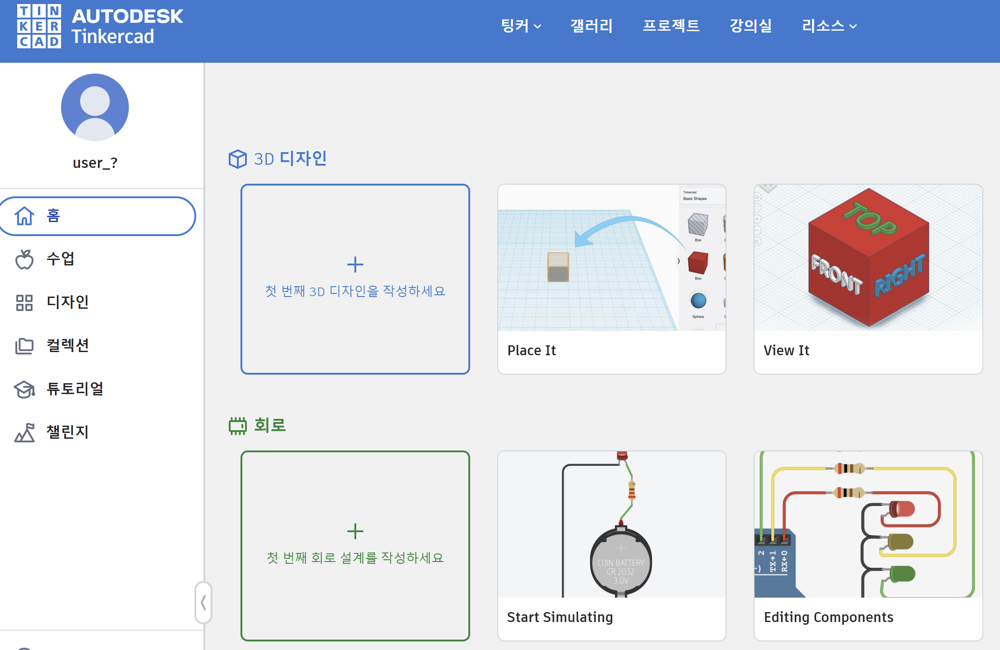 TINKERCAD
AUTODESK
Tinkercad
팅커
갤러리
프로젝트
강의실
리소스
user_?
홈
수업
디자인
컬렉션
튜토리얼
챌린지
3D 디자인
첫 번째 3D 디자인을 작성하세요
Tinkercad
Basic Shapes
Box
Box
Sphere
Place It
TOP
FRONT
RIGHT
View It
회로
첫 번째 회로 설계를 작성하세요
COIN BATTERY
CR 2032
3.0V
Start Simulating
2
TX→1
RX←0
Editing Components